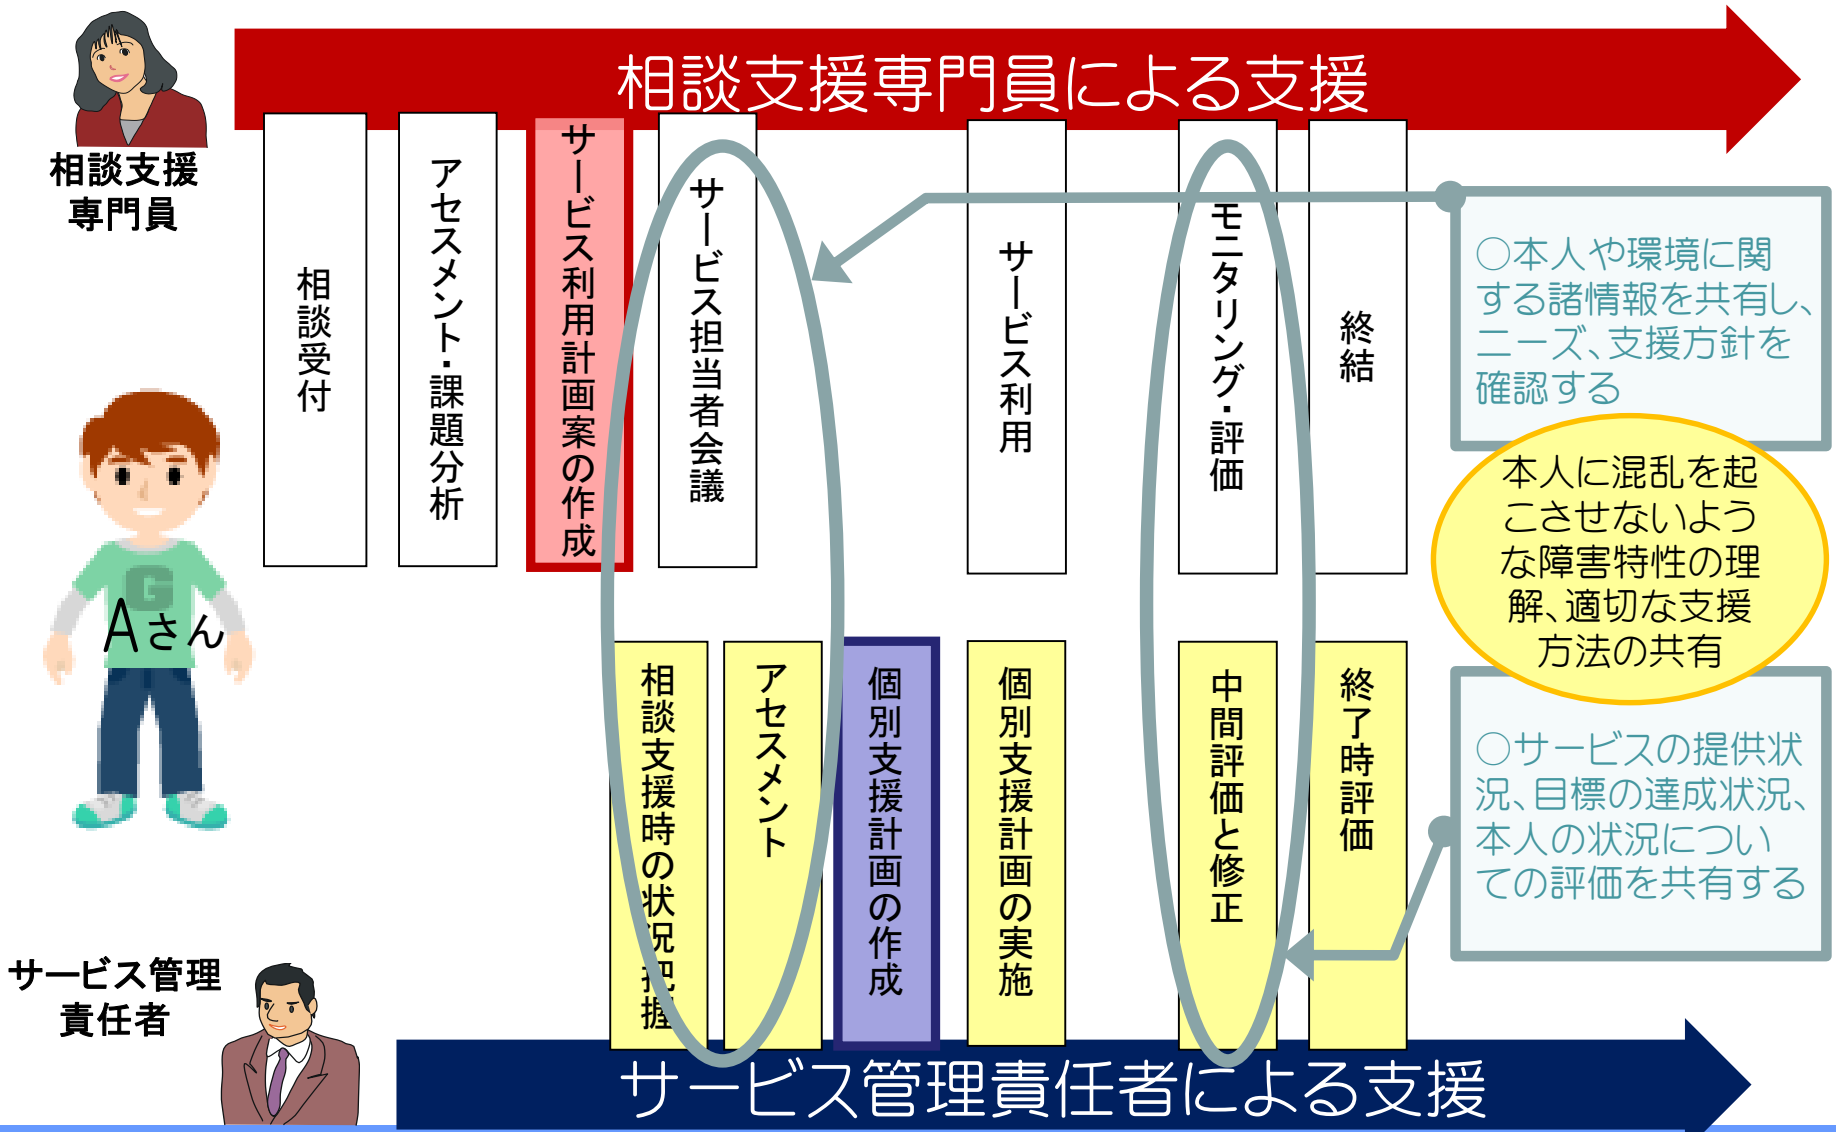 相談支援専門員による支援
相談支援
専門員
相談受付
アセスメント・課題分析
サービス利用計画案の作成
サービス担当者会議
サービス利用
モニタリング・評価
終結
○本人や環境に関
する諸情報を共有し、
ニーズ、支援方針を
確認する
本人に混乱を起
こさせないよう
な障害特性の理
解、適切な支援
方法の共有
G
Aさん
相談支援時の状況把握
アセスメント
個別支援計画の作成
個別支援計画の実施
中間評価と修正
終了時評価
○サービスの提供状
況、目標の達成状況、
本人の状況につい
ての評価を共有する
サービス管理
責任者
サービス管理責任者による支援